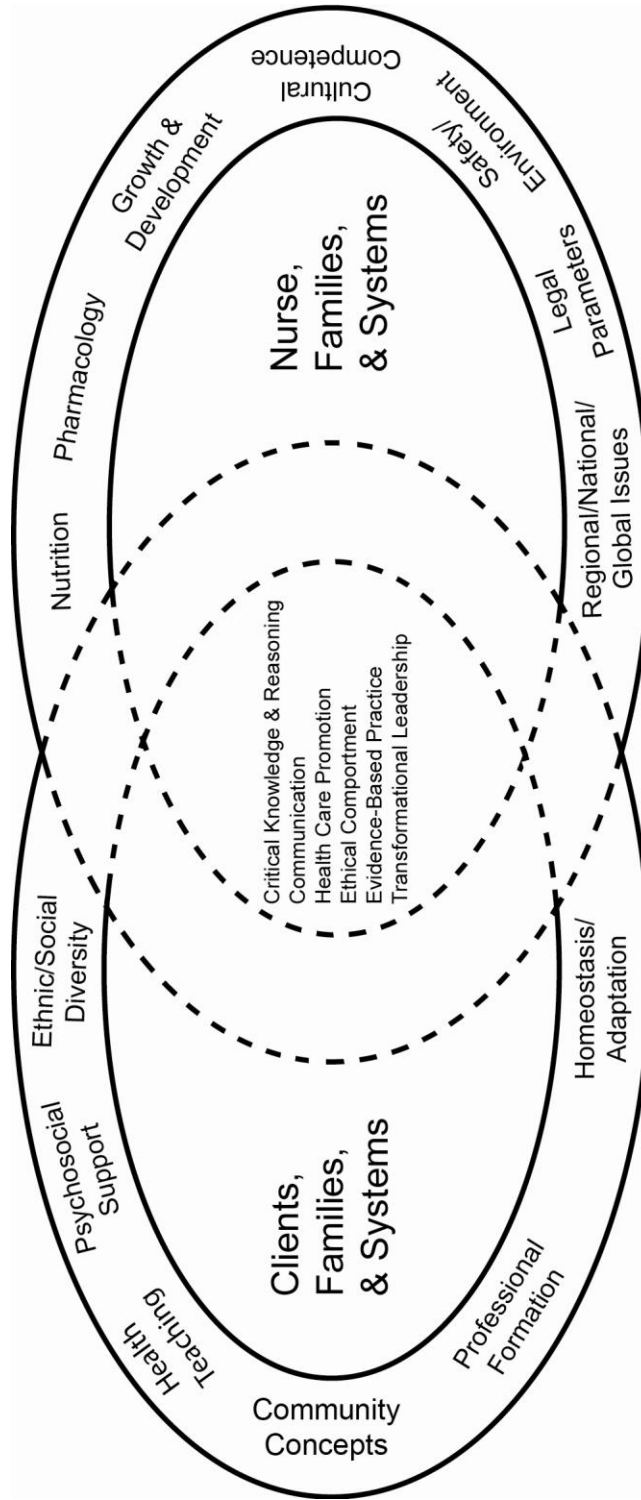 Community
Concepts
Health
Teaching
Psychosocial
Support
Ethnic/Social
Diversity
Nutrition
Pharmacology
Growth &
Development
Cultural
Competence
Safety/
Environment
Legal
Parameters
Regional/National/
Global Issues
Homeostasis/
Adaptation
Professional
Formation
Clients,
Families,
& Systems
Critical Knowledge & Reasoning
Communication
Health Care Promotion
Ethical Comportment
Evidence-Based Practice
Transformational Leadership
Nurse,
Families,
& Systems